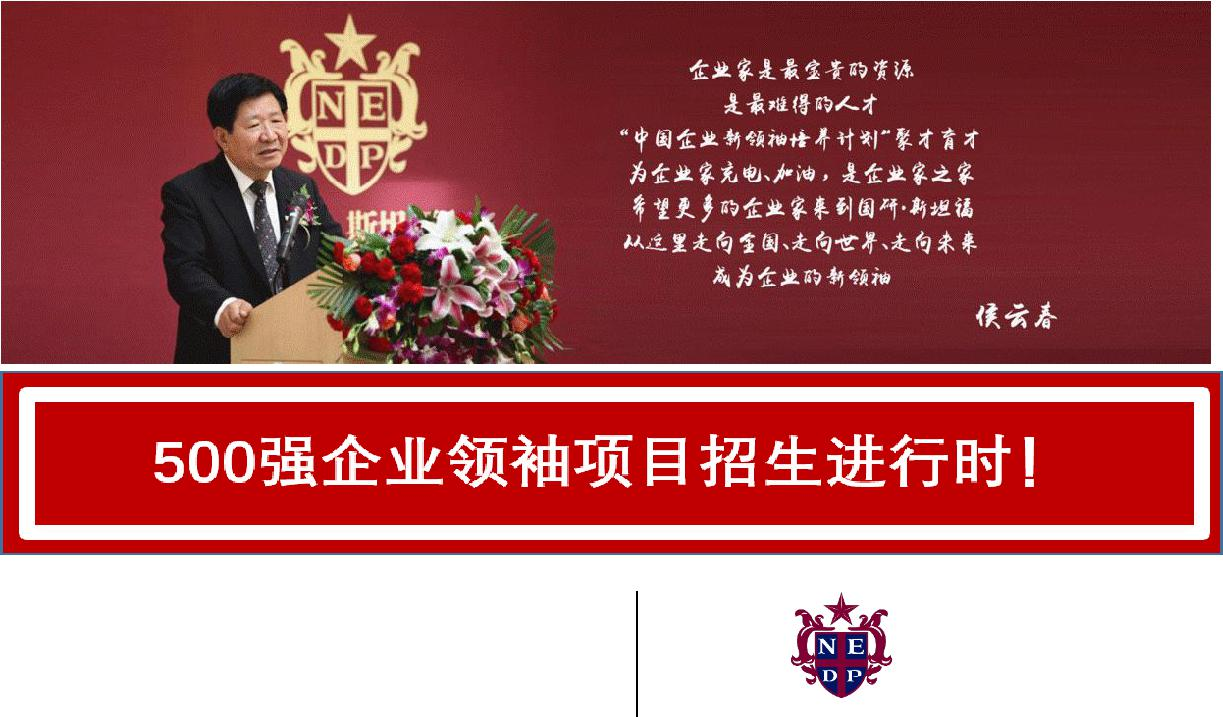 NE
DP
斯坦福
企业家是最宝贵的资源
是最难得的人才
“中国企业新领袖培养计划”聚才育才
为企业家充电、加油，是企业家之家
希望更多的企业家来到国研·斯坦福
从这里走向全国、走向世界、走向未来
成为企业的新领袖
侯云春
500强企业领袖项目招生进行时！
NE
DP